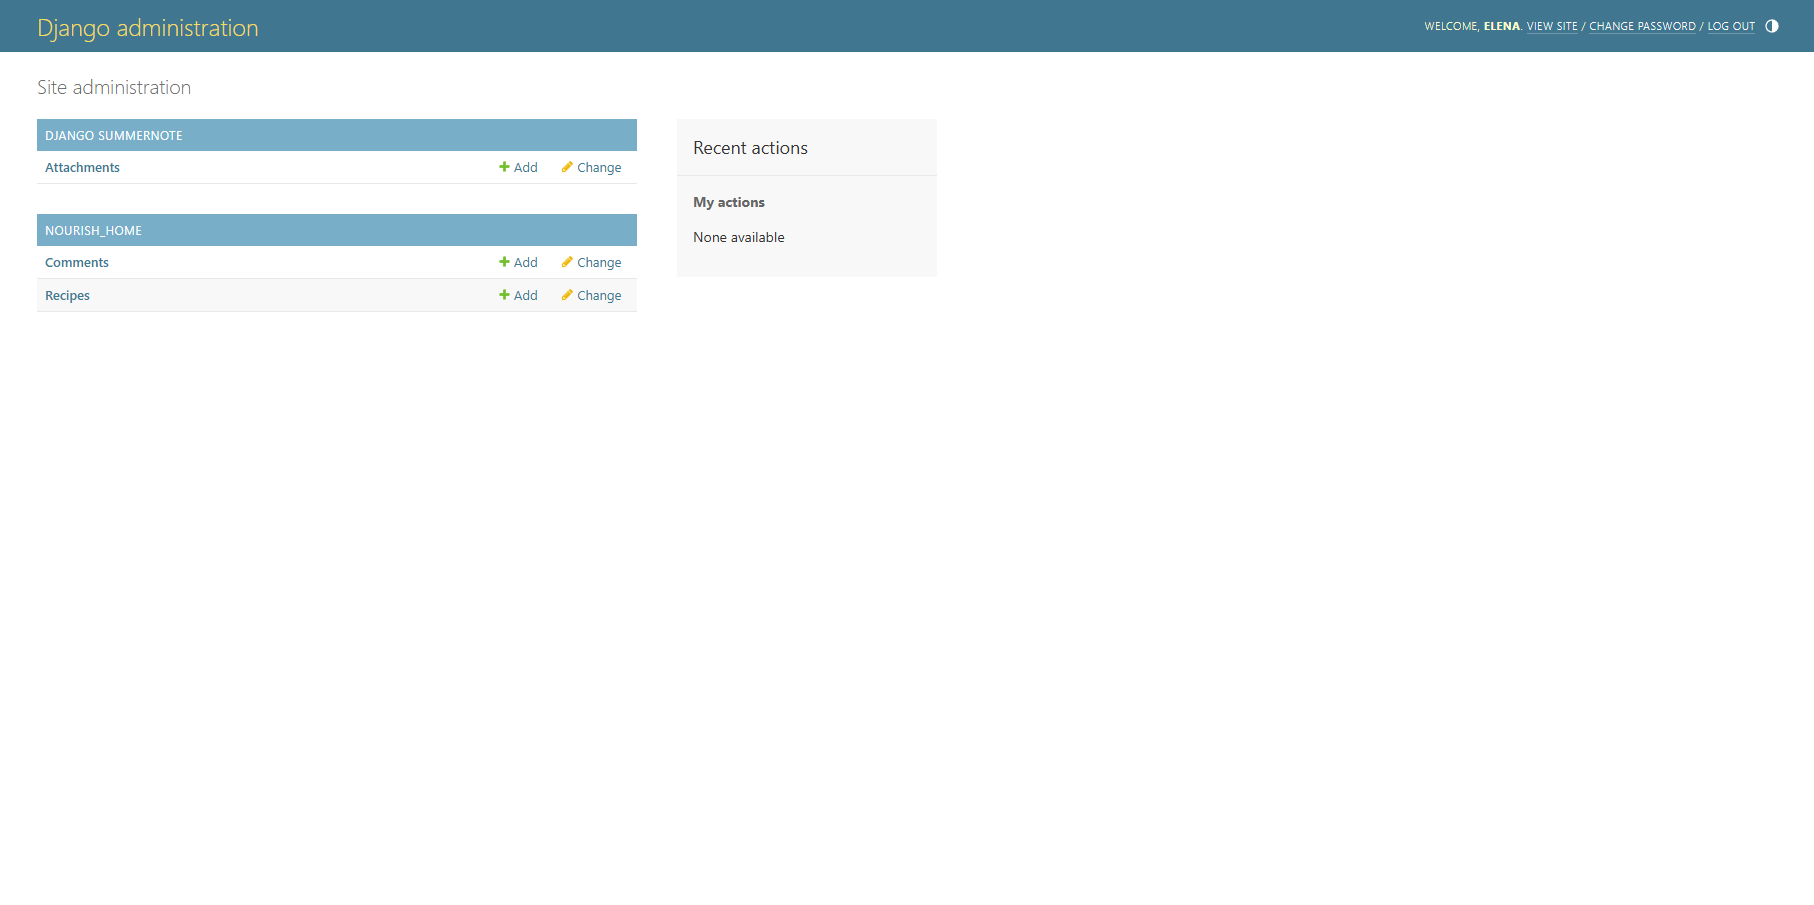 Django administration
WELCOME, ELENA. VIEW SITE / CHANGE PASSWORD / LOG OUT
Site administration
DJANGO SUMMERNOTE
Attachments Add Change
NOURISH_HOME
Comments Add Change
Recipes Add Change
Recent actions
My actions
None available